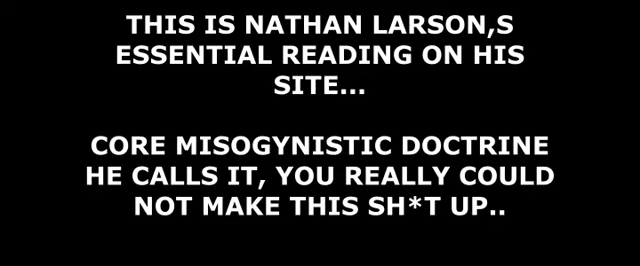 THIS IS NATHAN LARSON,S
ESSENTIAL READING ON HIS
SITE...
CORE MISOGYNISTIC DOCTRINE
HE CALLS IT, YOU REALLY COULD
NOT MAKE THIS SH*T UP..